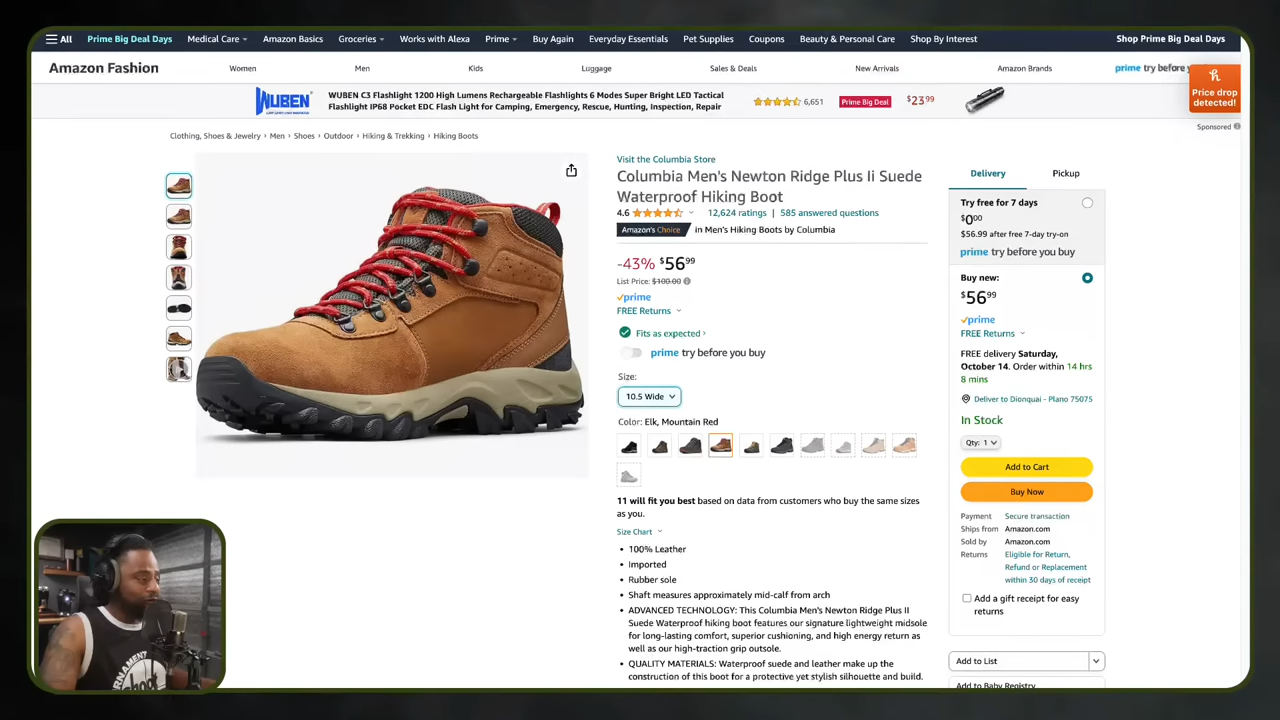 All
Prime Big Deal Days
Medical Care
Amazon Basics
Groceries
Works with Alexa
Prime
Buy Again
Everyday Essentials
Pet Supplies
Coupons
Beauty & Personal Care
Shop By Interest
Shop Prime Big Deal Days
Amazon Fashion
Women
Men
Kids
Luggage
Sales & Deals
New Arrivals
Amazon Brands
prime try before y
Price drop
detected!
WUBEN
WUBEN C3 Flashlight 1200 High Lumens Rechargeable Flashlights 6 Modes Super Bright LED Tactical
Flashlight IP68 Pocket EDC Flash Light for Camping, Emergency, Rescue, Hunting, Inspection, Repair
6,651
Prime Big Deal
$23 99
Sponsored
Clothing, Shoes & Jewelry › Men › Shoes › Outdoor › Hiking & Trekking › Hiking Boots
Visit the Columbia Store
Columbia Men's Newton Ridge Plus Ii Suede
Waterproof Hiking Boot
4.6
12,624 ratings | 585 answered questions
Amazon's Choice in Men's Hiking Boots by Columbia
-43% $56 99
List Price: $100.00
prime
FREE Returns
Fits as expected ›
prime try before you buy
Size:
10.5 Wide
Color: Elk, Mountain Red
11 will fit you best based on data from customers who buy the same sizes
as you.
Size Chart
• 100% Leather
• Imported
• Rubber sole
• Shaft measures approximately mid-calf from arch
• ADVANCED TECHNOLOGY: This Columbia Men's Newton Ridge Plus II
Suede Waterproof hiking boot features our signature lightweight midsole
for long-lasting comfort, superior cushioning, and high energy return as
well as our high-traction grip outsole.
• QUALITY MATERIALS: Waterproof suede and leather make up the
construction of this boot for a protective yet stylish silhouette and build.
Delivery
Pickup
Try free for 7 days
$0 00
$56.99 after free 7-day try-on
prime try before you buy
Buy new:
$56 99
prime
FREE Returns
FREE delivery Saturday,
October 14. Order within 14 hrs
8 mins
Deliver to Dionquai - Plano 75075
In Stock
Qty: 1
Add to Cart
Buy Now
Payment Secure transaction
Ships from Amazon.com
Sold by Amazon.com
Returns Eligible for Return,
Refund or Replacement
within 30 days of receipt
Add a gift receipt for easy
returns
Add to List
Add to Baby Registry